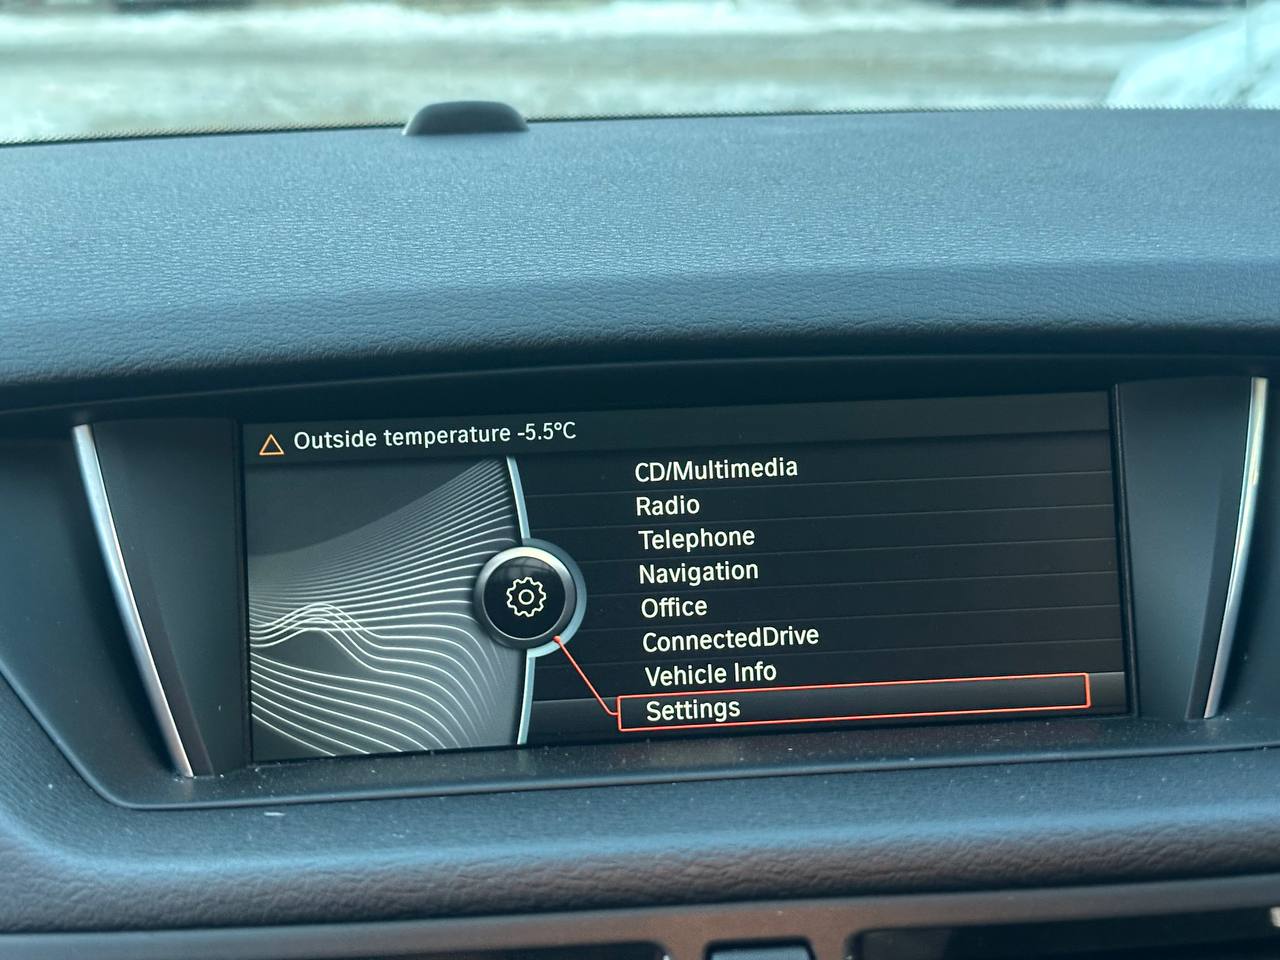 Outside temperature -5.5°C
CD/Multimedia
Radio
Telephone
Navigation
Office
ConnectedDrive
Vehicle Info
Settings